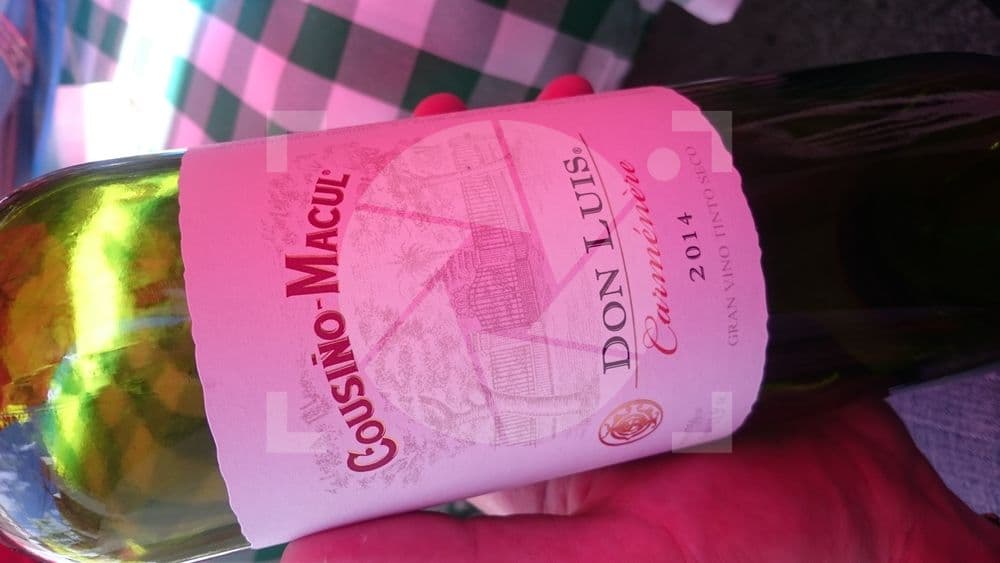 COUSIÑO-MACUL®
DON LUIS®
Carménère
2014
GRAN VINO TINTO SECO